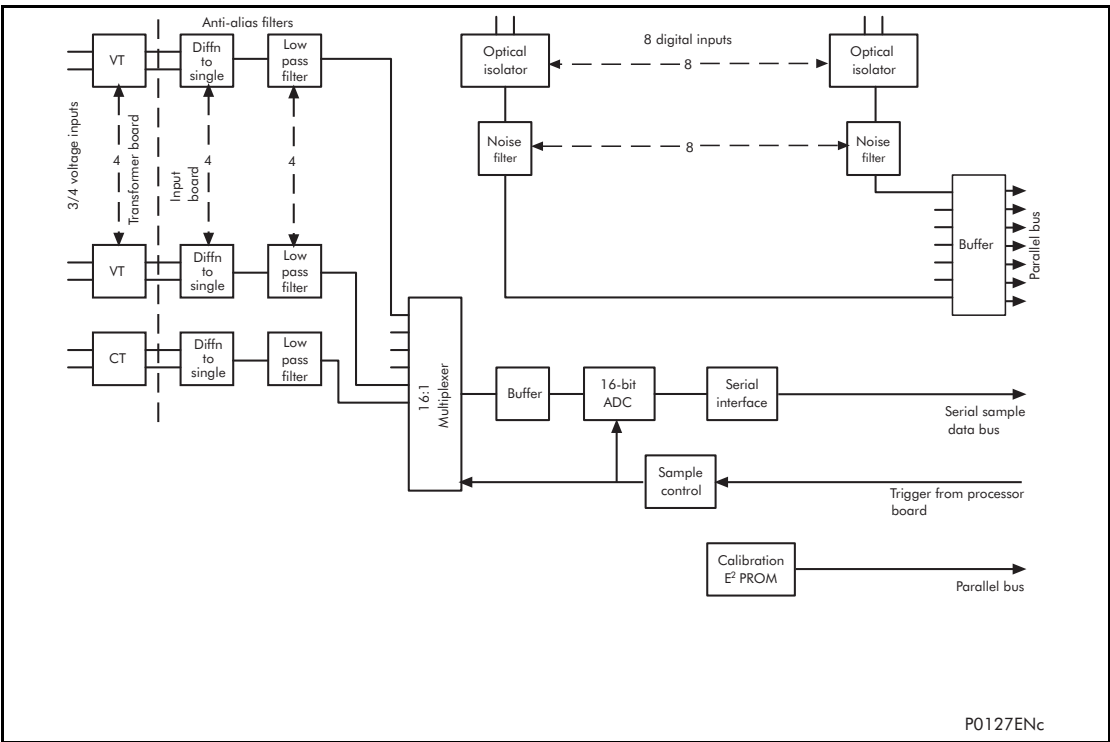 Anti-alias filters
VT
Diffn
to
single
Low
pass
filter
3/4 voltage inputs
4
Transformer board
Input
board
4
4
VT
Diffn
to
single
Low
pass
filter
CT
Diffn
to
single
Low
pass
filter
Optical
isolator
8 digital inputs
8
Optical
isolator
Noise
filter
8
Noise
filter
Buffer
Parallel bus
16:1
Multiplexer
Buffer
16-bit
ADC
Serial
interface
Serial sample
data bus
Sample
control
Trigger from processor
board
Calibration
E² PROM
Parallel bus
P0127ENc